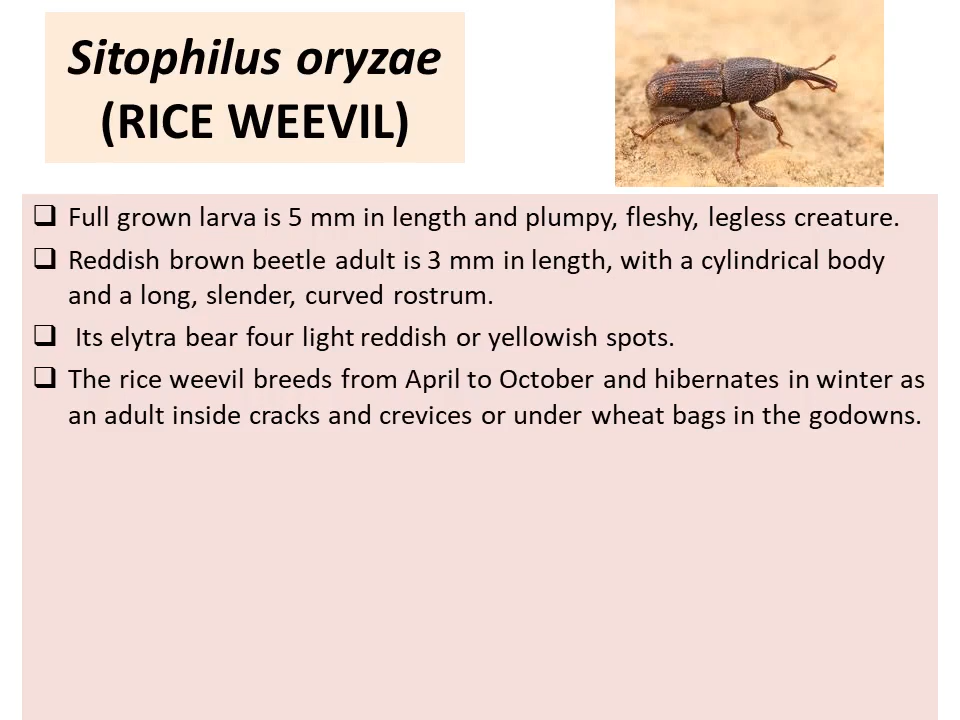 Sitophilus oryzae
(RICE WEEVIL)
❑ Full grown larva is 5 mm in length and plumpy, fleshy, legless creature.
❑ Reddish brown beetle adult is 3 mm in length, with a cylindrical body
and a long, slender, curved rostrum.
❑ Its elytra bear four light reddish or yellowish spots.
❑ The rice weevil breeds from April to October and hibernates in winter as
an adult inside cracks and crevices or under wheat bags in the godowns.